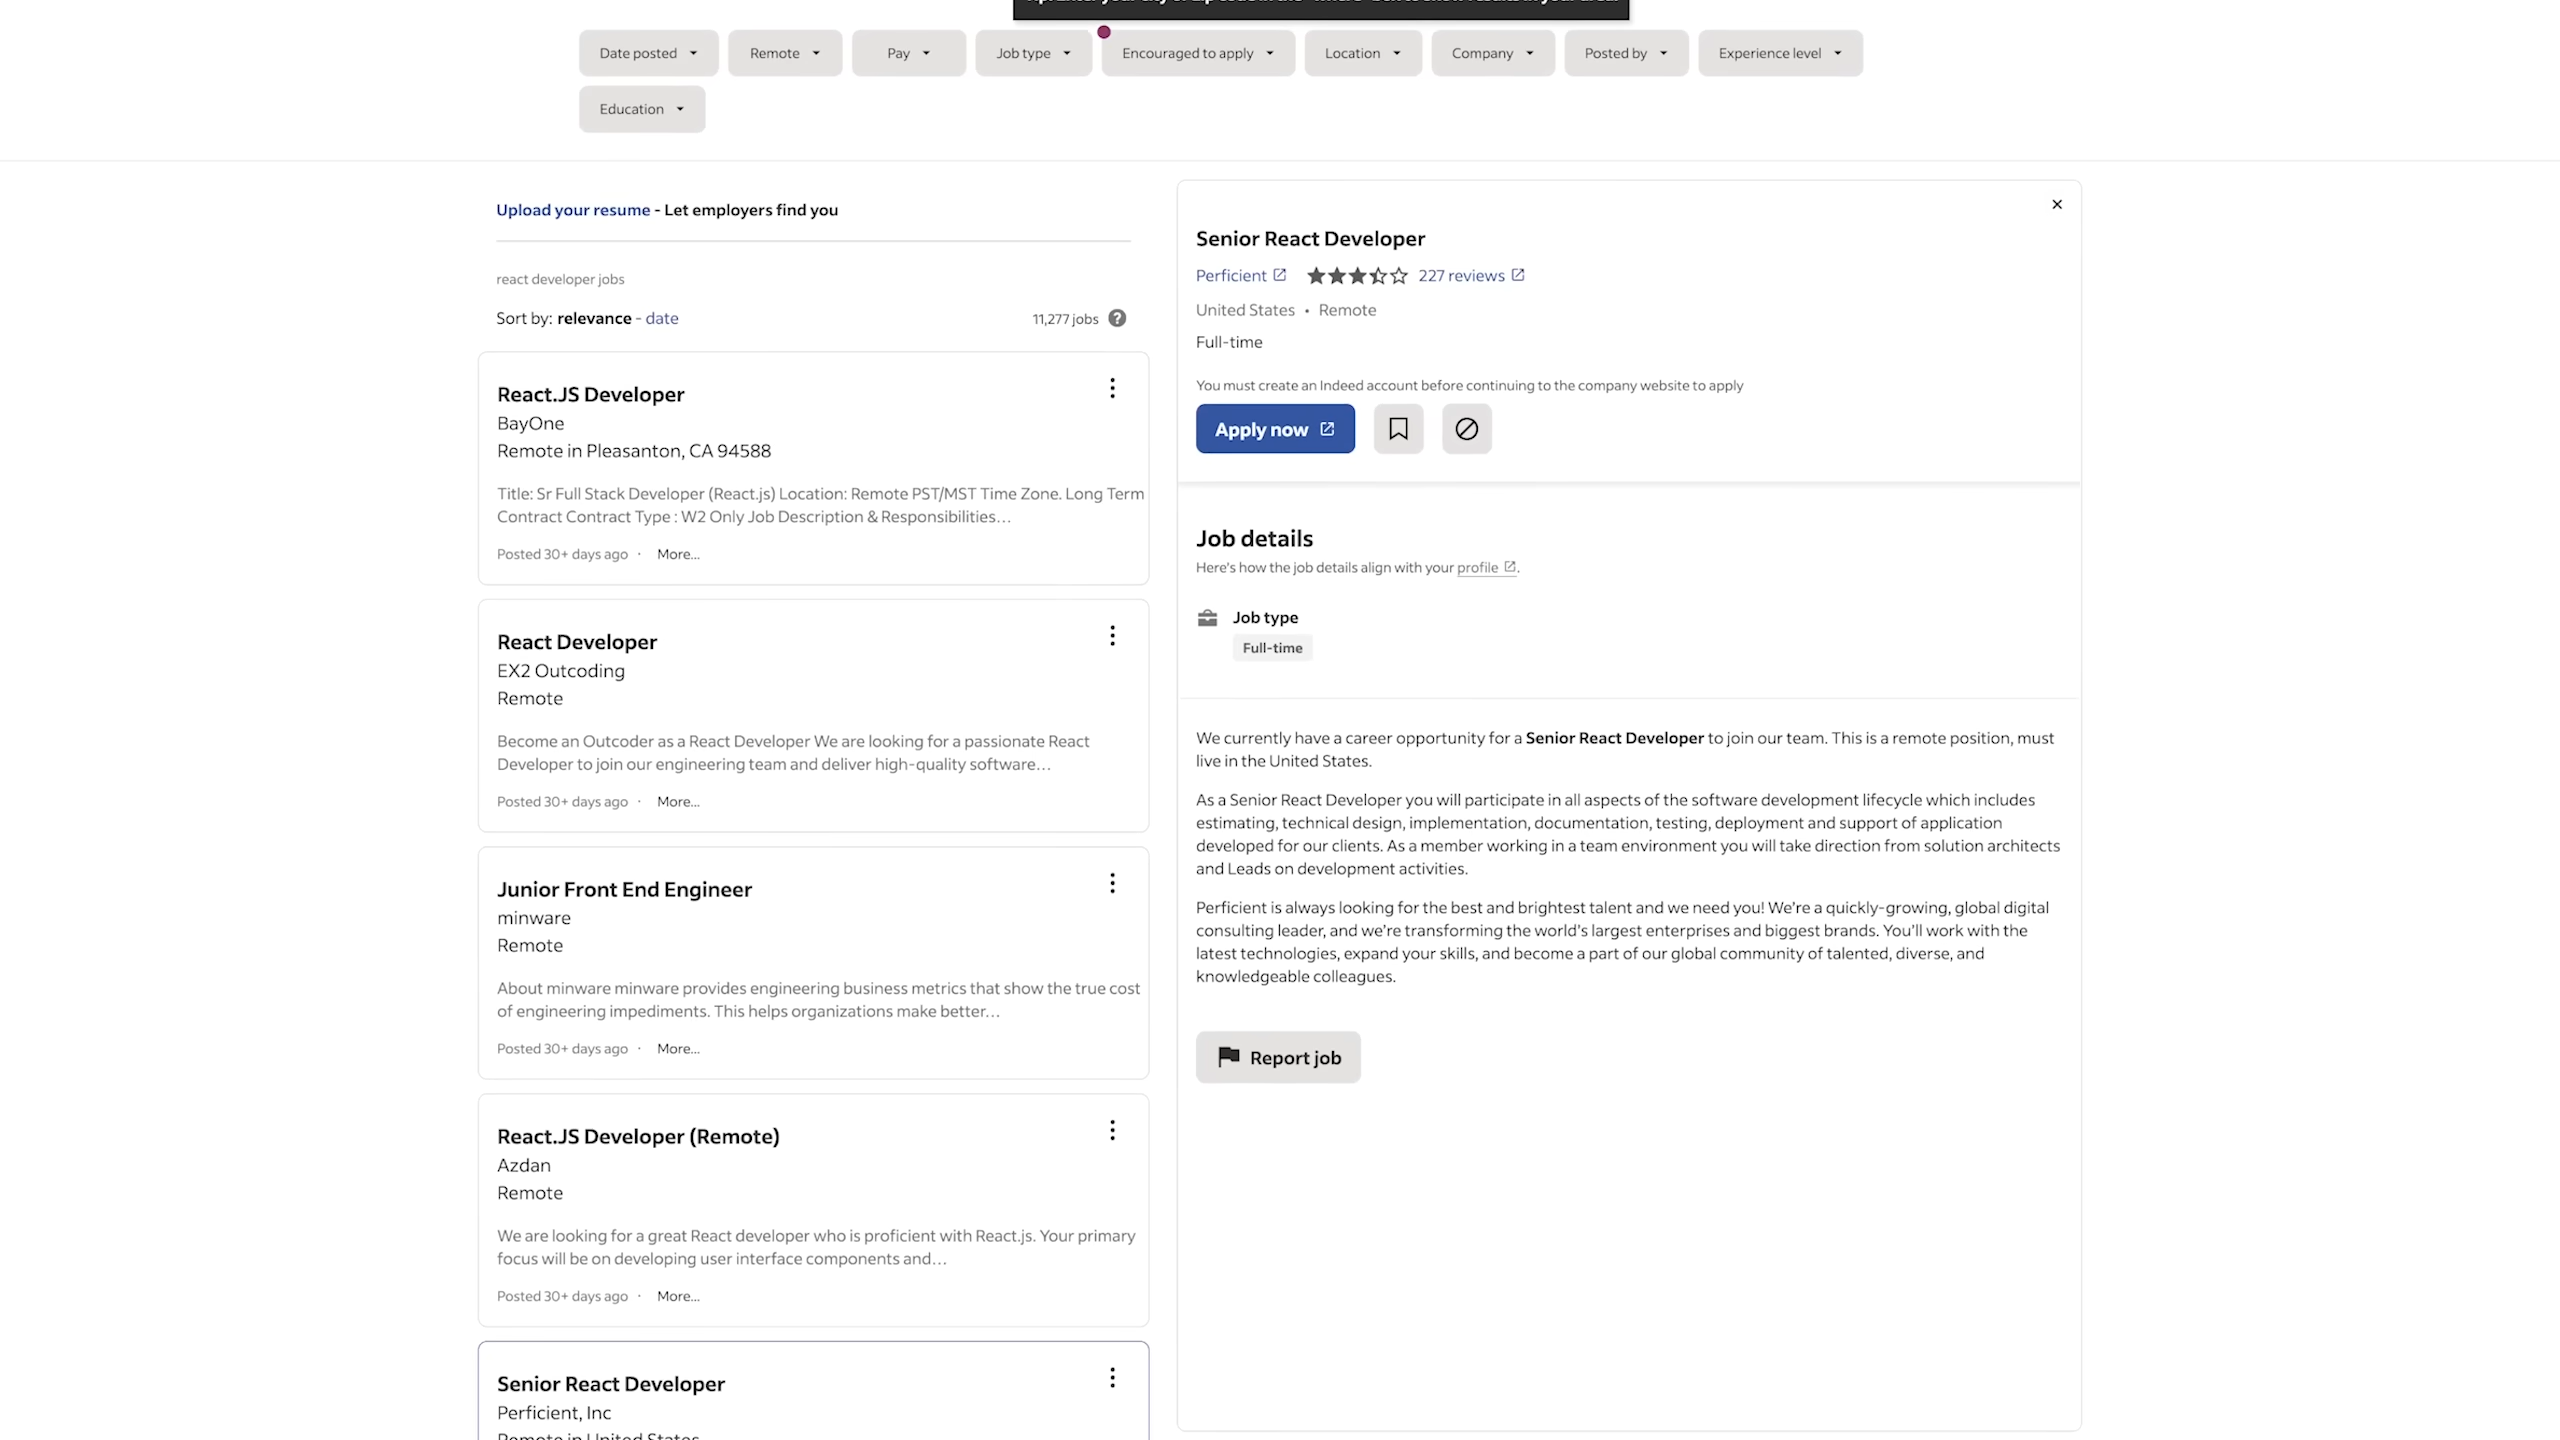 Date posted
Remote
Pay
Job type
Encouraged to apply
Location
Company
Posted by
Experience level
Education
Upload your resume - Let employers find you
react developer jobs
Sort by: relevance - date
11,277 jobs
React.JS Developer
BayOne
Remote in Pleasanton, CA 94588
Title: Sr Full Stack Developer (React.js) Location: Remote PST/MST Time Zone. Long Term
Contract Contract Type : W2 Only Job Description & Responsibilities…
Posted 30+ days ago · More...
React Developer
EX2 Outcoding
Remote
Become an Outcoder as a React Developer We are looking for a passionate React
Developer to join our engineering team and deliver high-quality software…
Posted 30+ days ago · More...
Junior Front End Engineer
minware
Remote
About minware minware provides engineering business metrics that show the true cost
of engineering impediments. This helps organizations make better…
Posted 30+ days ago · More...
React.JS Developer (Remote)
Azdan
Remote
We are looking for a great React developer who is proficient with React.js. Your primary
focus will be on developing user interface components and…
Posted 30+ days ago · More...
Senior React Developer
Perficient, Inc
Remote in United States
Senior React Developer
Perficient
227 reviews
United States • Remote
Full-time
You must create an Indeed account before continuing to the company website to apply
Apply now
Job details
Here's how the job details align with your profile.
Job type
Full-time
We currently have a career opportunity for a Senior React Developer to join our team. This is a remote position, must
live in the United States.
As a Senior React Developer you will participate in all aspects of the software development lifecycle which includes
estimating, technical design, implementation, documentation, testing, deployment and support of application
developed for our clients. As a member working in a team environment you will take direction from solution architects
and Leads on development activities.
Perficient is always looking for the best and brightest talent and we need you! We're a quickly-growing, global digital
consulting leader, and we're transforming the world's largest enterprises and biggest brands. You'll work with the
latest technologies, expand your skills, and become a part of our global community of talented, diverse, and
knowledgeable colleagues.
Report job